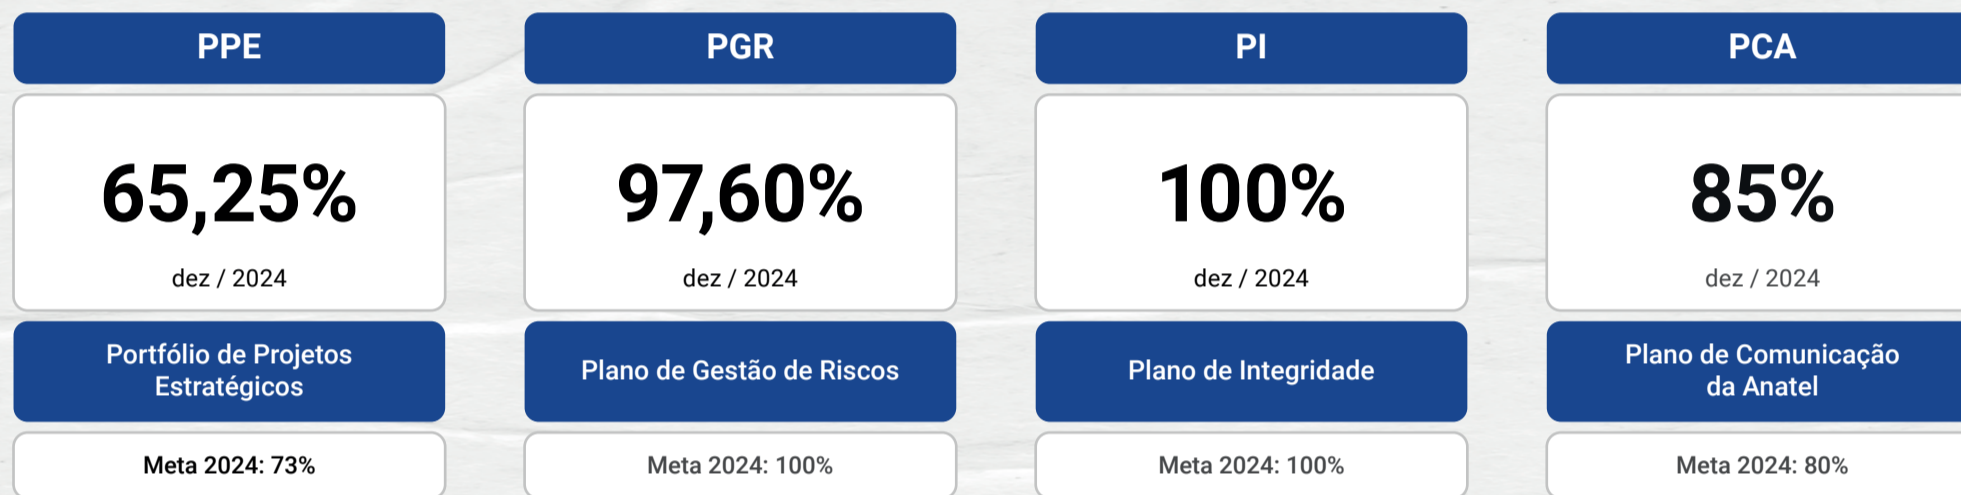 PPE
65,25%
dez / 2024
Portfólio de Projetos
Estratégicos
Meta 2024: 73%
PGR
97,60%
dez / 2024
Plano de Gestão de Riscos
Meta 2024: 100%
PI
100%
dez / 2024
Plano de Integridade
Meta 2024: 100%
PCA
85%
dez / 2024
Plano de Comunicação
da Anatel
Meta 2024: 80%